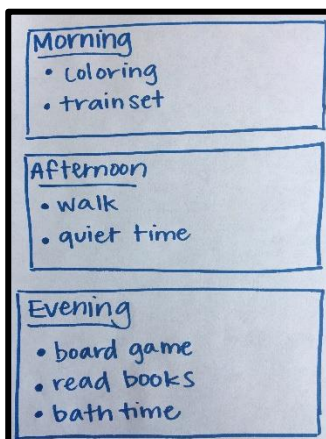 Morning
• coloring
• trainset
Afternoon
• walk
• quiet time
Evening
• board game
• read books
• bath time